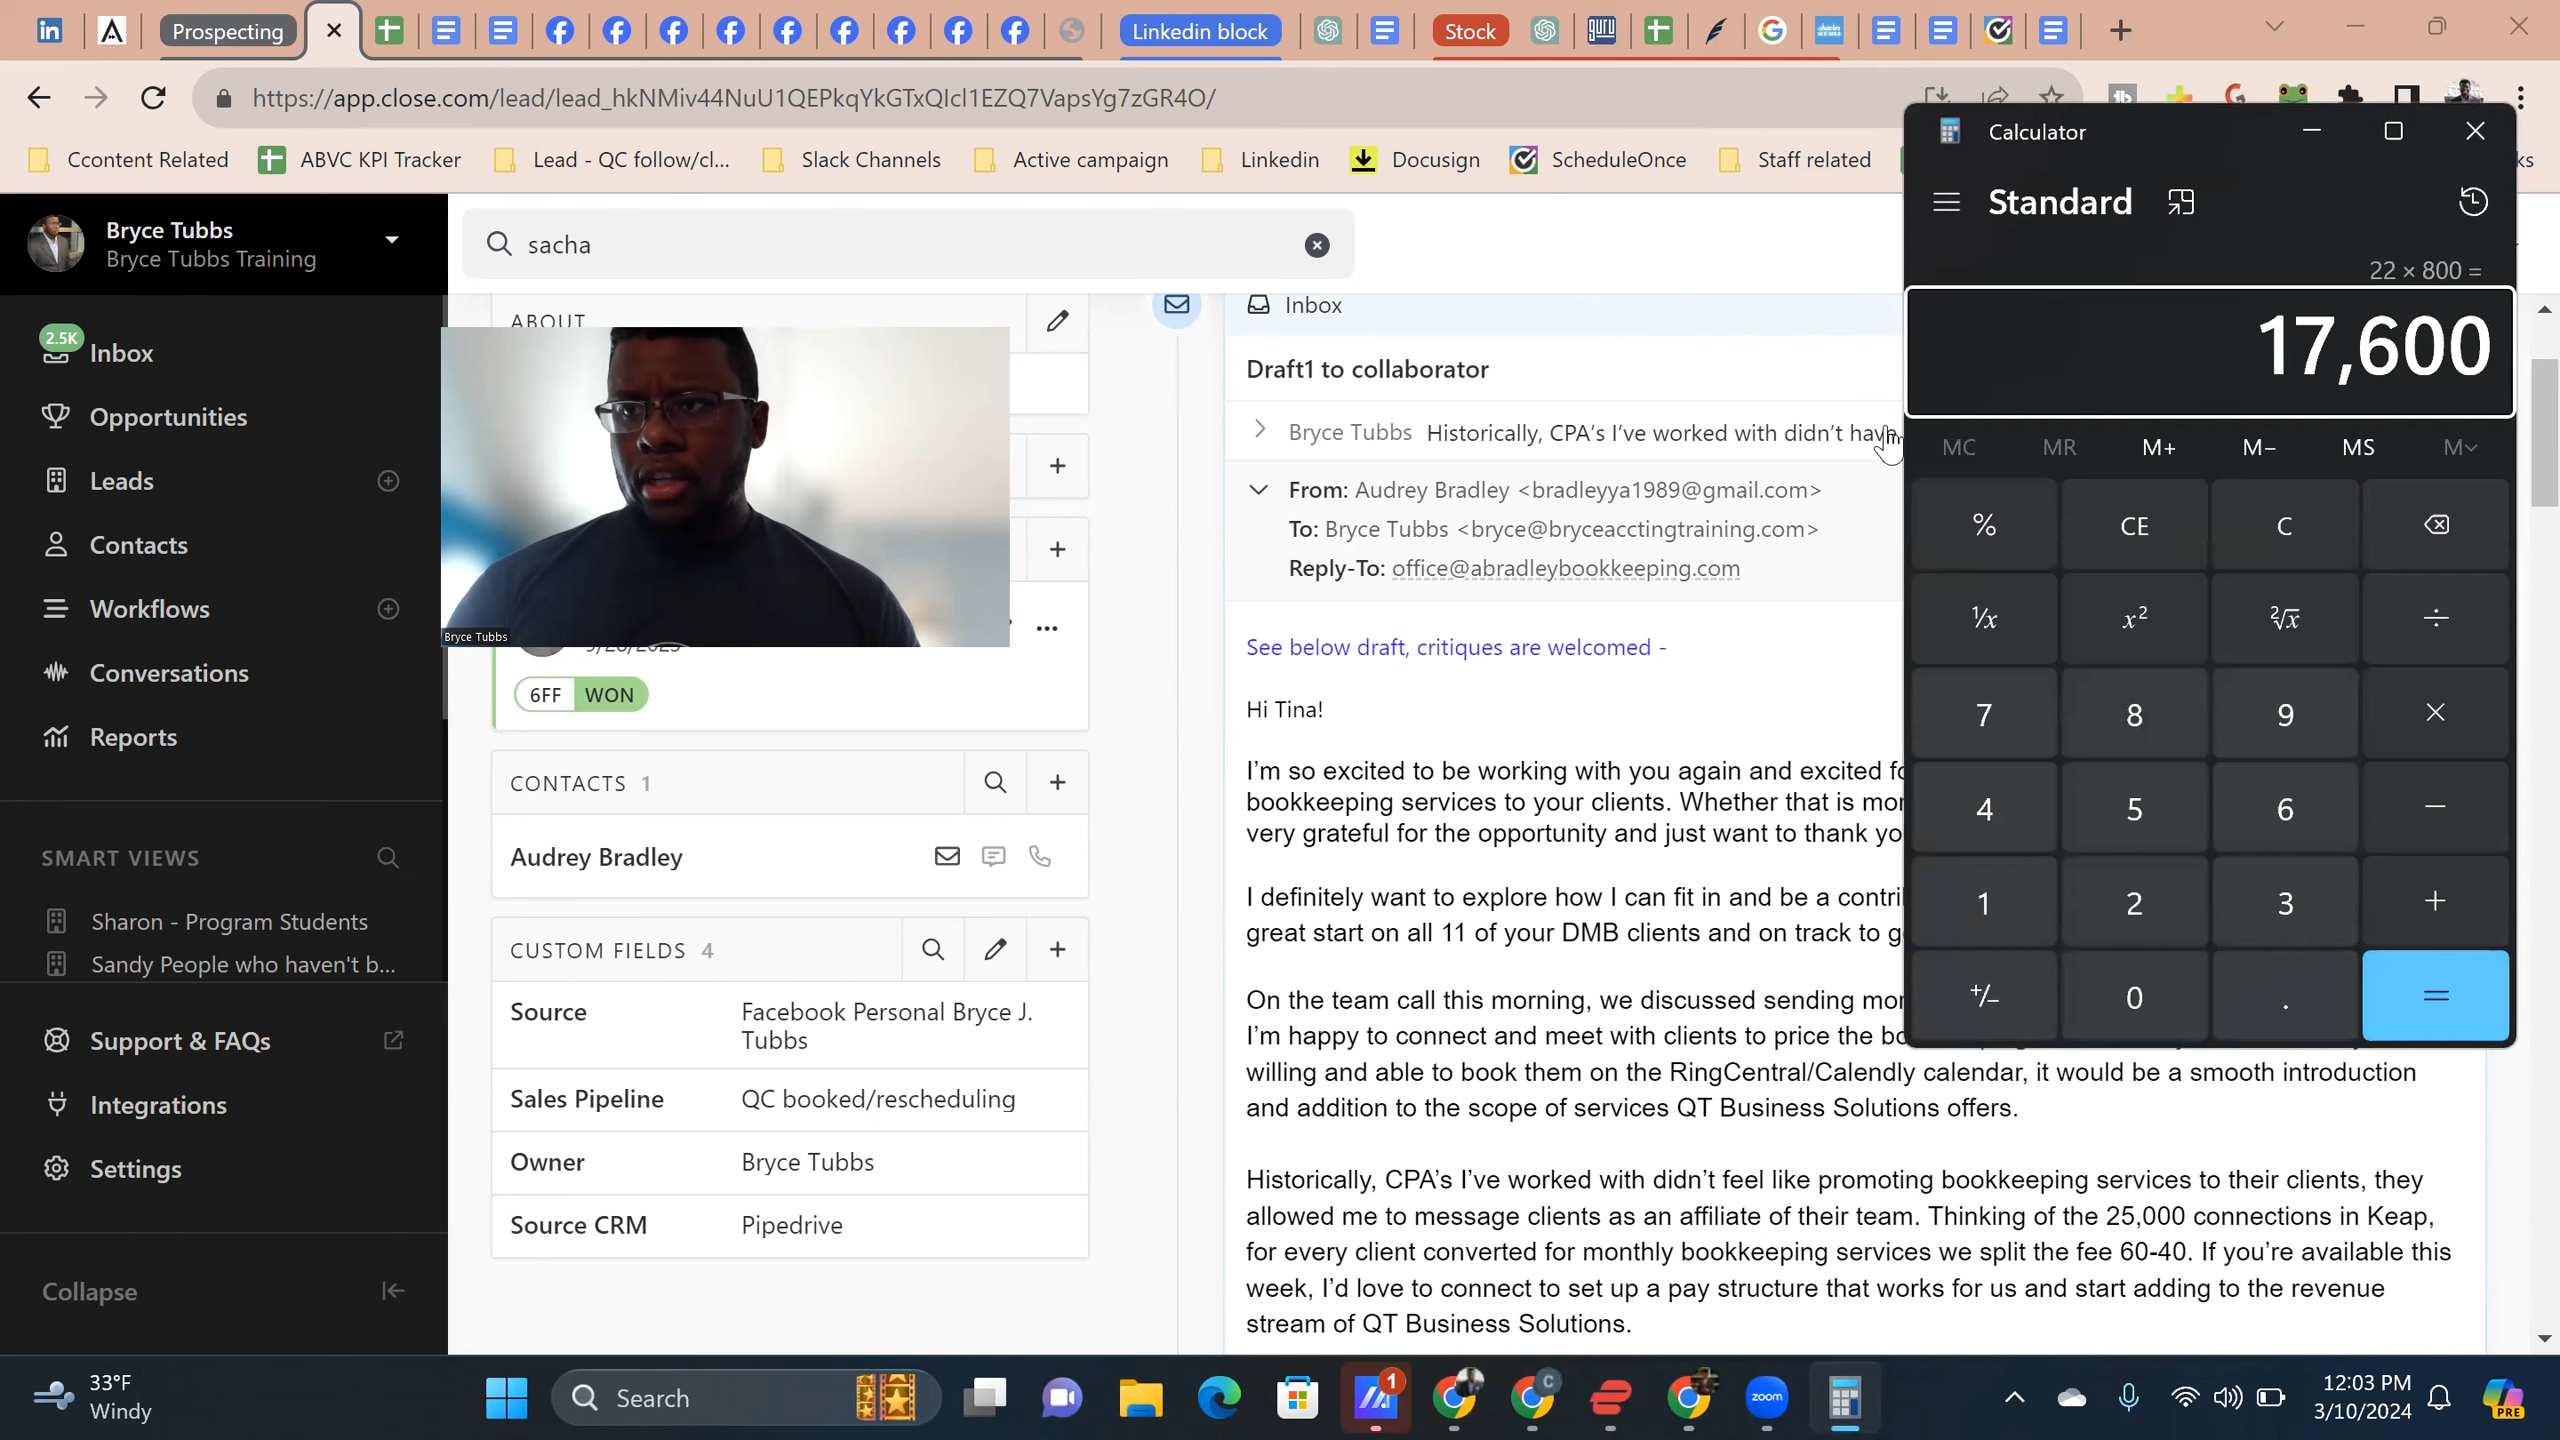 Prospecting
Linkedin block
Stock
https://app.close.com/lead/lead_hkNMiv44NuU1QEPkqYkGTxQIcl1EZQ7VapsYg7zGR4O/
Ccontent Related
ABVC KPI Tracker
Lead - QC follow/cl...
Slack Channels
Active campaign
Linkedin
Docusign
ScheduleOnce
Staff related
ks
Bryce Tubbs
Bryce Tubbs Training
sacha
2.5K
Inbox
Opportunities
Leads
Contacts
Workflows
Conversations
Reports
SMART VIEWS
Sharon - Program Students
Sandy People who haven't b...
Support & FAQs
Integrations
Settings
Collapse
ABOUT
Bryce Tubbs
6FF WON
CONTACTS 1
Audrey Bradley
CUSTOM FIELDS 4
Source Facebook Personal Bryce J.
Tubbs
Sales Pipeline QC booked/rescheduling
Owner Bryce Tubbs
Source CRM Pipedrive
Inbox
Draft1 to collaborator
Bryce Tubbs Historically, CPA's I've worked with didn't hav
From: Audrey Bradley <bradleyya1989@gmail.com>
To: Bryce Tubbs <bryce@bryceacctingtraining.com>
Reply-To: office@abradleybookkeeping.com
See below draft, critiques are welcomed -
Hi Tina!
I'm so excited to be working with you again and excited fo
bookkeeping services to your clients. Whether that is mon
very grateful for the opportunity and just want to thank yo
I definitely want to explore how I can fit in and be a contri
great start on all 11 of your DMB clients and on track to g
On the team call this morning, we discussed sending mor
I'm happy to connect and meet with clients to price the bo
willing and able to book them on the RingCentral/Calendly calendar, it would be a smooth introduction
and addition to the scope of services QT Business Solutions offers.
Historically, CPA's I've worked with didn't feel like promoting bookkeeping services to their clients, they
allowed me to message clients as an affiliate of their team. Thinking of the 25,000 connections in Keap,
for every client converted for monthly bookkeeping services we split the fee 60-40. If you're available this
week, I'd love to connect to set up a pay structure that works for us and start adding to the revenue
stream of QT Business Solutions.
Calculator
Standard
22 × 800 =
17,600
MC MR M+ M− MS M
% CE C
1/x x² ²√x ÷
7 8 9 ×
4 5 6 −
1 2 3 +
+/− 0 . =
33°F
Windy
Search
1
C
zoom
12:03 PM
3/10/2024
PRE